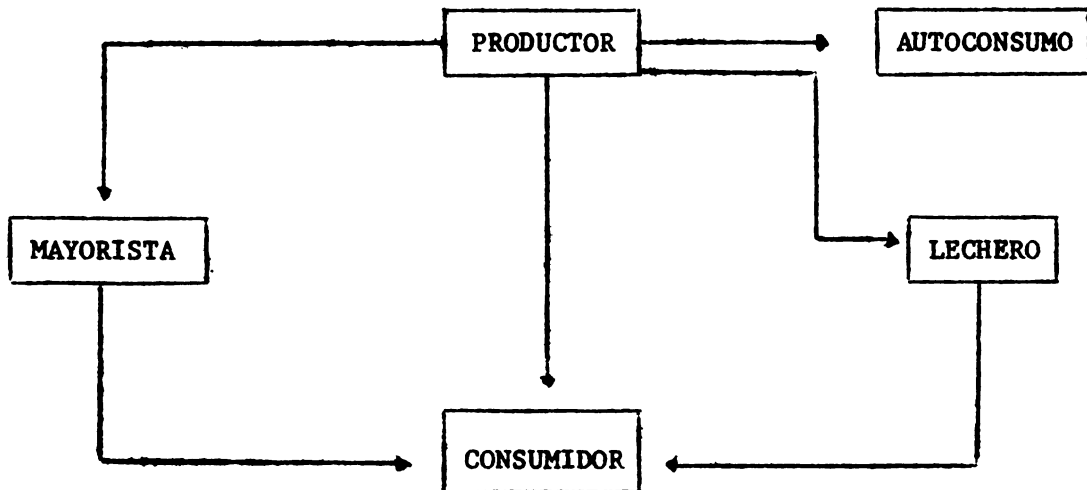 PRODUCTOR
AUTOCONSUMO
MAYORISTA
LECHERO
CONSUMIDOR